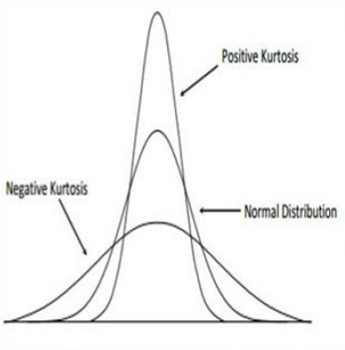 Positive Kurtosis
Negative Kurtosis
Normal Distribution